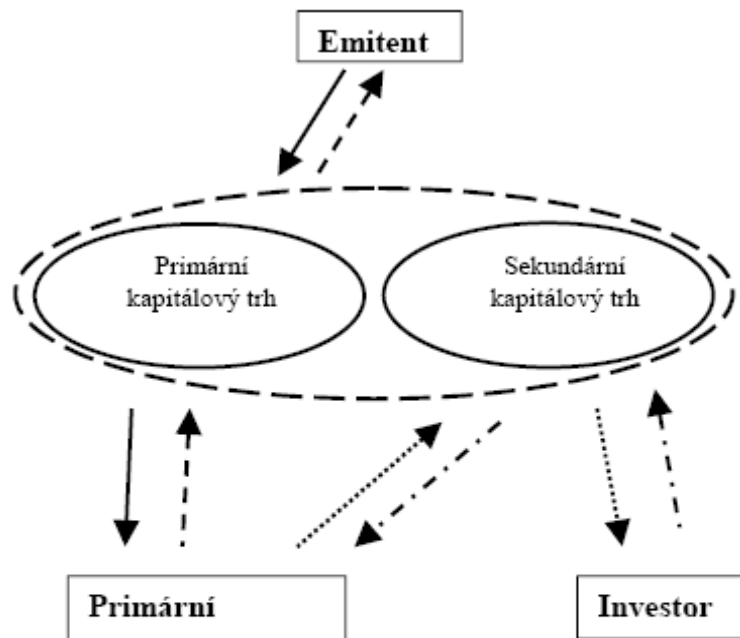 Emitent
Primární
kapitálový trh
Sekundární
kapitálový trh
Primární
Investor